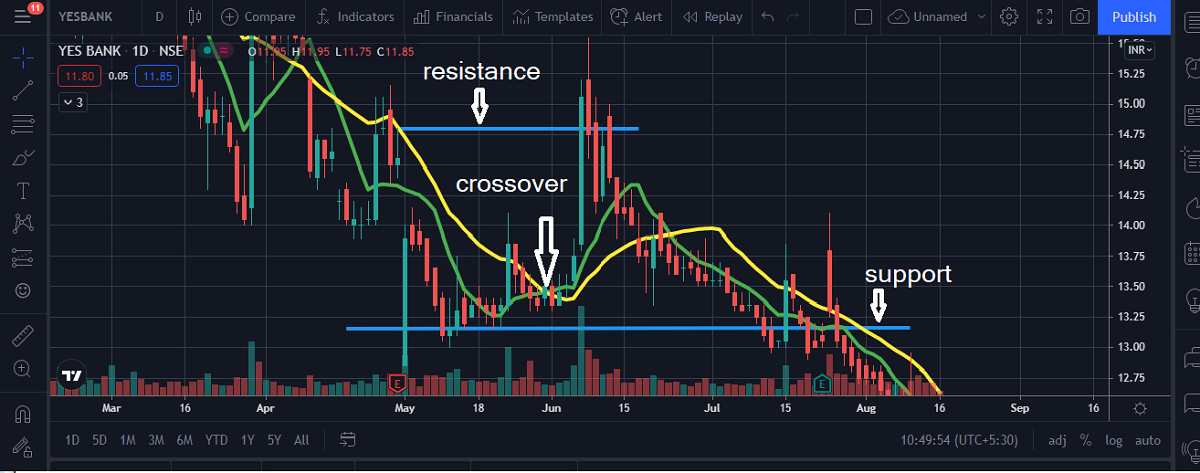 11
YESBANK D Compare Indicators Financials Templates Alert Replay Unnamed Publish
YES BANK · 1D · NSE O11.95 H11.95 L11.75 C11.85
INR
11.80 0.05 11.85
3
resistance
crossover
support
15.50
15.25
15.00
14.75
14.50
14.25
14.00
13.75
13.50
13.25
13.00
12.75
E E
Mar 16 Apr May 18 Jun 15 Jul 15 Aug 16 Sep 16
1D 5D 1M 3M 6M YTD 1Y 5Y All 10:49:54 (UTC+5:30) adj % log auto